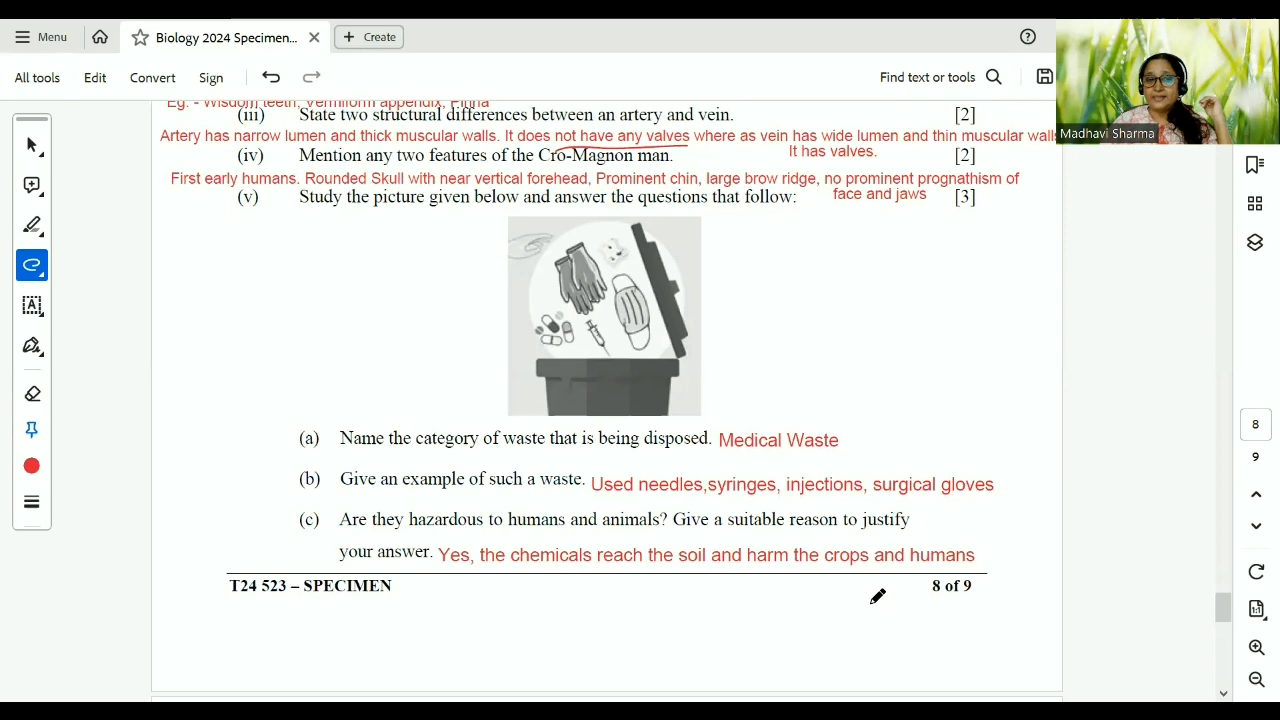 Menu
Biology 2024 Specimen...
Create
All tools Edit Convert Sign
Find text or tools
Madhavi Sharma
Eg. - Wisdom teeth, Vermiform appendix, Pinna
(iii) State two structural differences between an artery and vein. [2]
Artery has narrow lumen and thick muscular walls. It does not have any valves where as vein has wide lumen and thin muscular walls
It has valves.
(iv) Mention any two features of the Cro-Magnon man. [2]
First early humans. Rounded Skull with near vertical forehead, Prominent chin, large brow ridge, no prominent prognathism of
face and jaws
(v) Study the picture given below and answer the questions that follow: [3]
(a) Name the category of waste that is being disposed. Medical Waste
(b) Give an example of such a waste. Used needles,syringes, injections, surgical gloves
(c) Are they hazardous to humans and animals? Give a suitable reason to justify
your answer. Yes, the chemicals reach the soil and harm the crops and humans
T24 523 – SPECIMEN 8 of 9
8
9
1:1